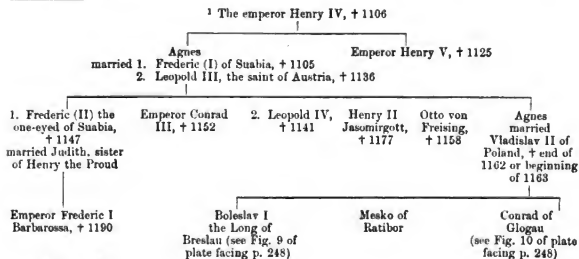 ¹ The emperor Henry IV, † 1106
Agnes
married 1. Frederic (I) of Suabia, † 1105
2. Leopold III, the saint of Austria, † 1136
Emperor Henry V, † 1125
1. Frederic (II) the
one-eyed of Suabia,
† 1147
married Judith. sister
of Henry the Proud
Emperor Conrad
III, † 1152
2. Leopold IV,
† 1141
Henry II
Jasomirgott,
† 1177
Otto von
Freising,
† 1158
Agnes
married
Vladislav II of
Poland, † end of
1162 or beginning
of 1163
Emperor Frederic I
Barbarossa, † 1190
Boleslav I
the Long of
Breslau (see Fig. 9 of
plate facing p. 248)
Mesko of
Ratibor
Conrad of
Glogau
(see Fig. 10 of plate
facing p. 248)